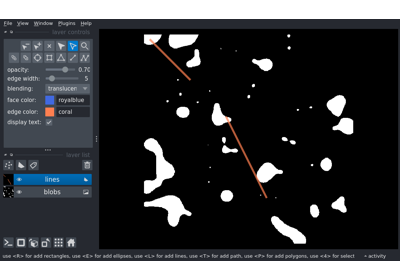 File View Window Plugins Help
layer controls
opacity: 0.70
edge width: 5
blending: translucen
face color: royalblue
edge color: coral
display text:
layer list
lines
blobs
use <R> for add rectangles, use <E> for add ellipses, use <L> for add lines, use <T> for add path, use <P> for add polygons, use <4> for select activity